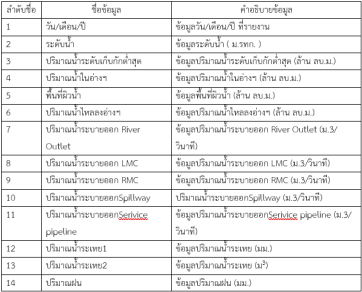 ลำดับชื่อ ชื่อข้อมูล คำอธิบายข้อมูล
1 วัน/เดือน/ปี ข้อมูลวัน/เดือน/ปี ที่รายงาน
2 ระดับน้ำ ข้อมูลระดับน้ำ ( ม.รทก. )
3 ปริมาณน้ำระดับเก็บกักต่ำสุด ข้อมูลปริมาณน้ำระดับเก็บกักต่ำสุด (ล้าน ลบ.ม.)
4 ปริมาณน้ำในอ่างฯ ข้อมูลปริมาณน้ำในอ่างฯ (ล้าน ลบ.ม.)
5 พื้นที่ผิวน้ำ ข้อมูลพื้นที่ผิวน้ำ (ล้าน ลบ.ม.)
6 ปริมาณน้ำไหลลงอ่างฯ ข้อมูลปริมาณน้ำไหลลงอ่างฯ (ล้าน ลบ.ม.)
7 ปริมาณน้ำระบายออก River ข้อมูลปริมาณน้ำระบายออก River Outlet (ม.3/
Outlet วินาที)
8 ปริมาณน้ำระบายออก LMC ข้อมูลปริมาณน้ำระบายออก LMC (ม.3/วินาที)
9 ปริมาณน้ำระบายออก RMC ข้อมูลปริมาณน้ำระบายออก RMC (ม.3/วินาที)
10 ปริมาณน้ำระบายออกSpillway ปริมาณน้ำระบายออกSpillway (ม.3/วินาที)
11 ปริมาณน้ำระบายออกSerivice ข้อมูลปริมาณน้ำระบายออกSerivice pipeline (ม.3/
pipeline วินาที)
12 ปริมาณน้ำระเหย1 ข้อมูลปริมาณน้ำระเหย (มม.)
13 ปริมาณน้ำระเหย2 ข้อมูลปริมาณน้ำระเหย (ม³)
14 ปริมาณฝน ข้อมูลปริมาณฝน (มม.)